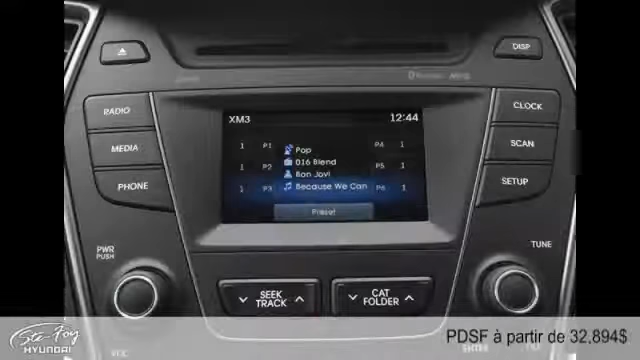 DISP
RADIO
CLOCK
XM3
12:44
1 P1 Pop P4 1
016 Blend
MEDIA
SCAN
1 P2 Bon Jovi P5 1
1 P3 Because We Can P6 1
PHONE
SETUP
Preset
PWR
PUSH
TUNE
SEEK
TRACK
CAT
FOLDER
Ste-Foy
HYUNDAI
PDSF à partir de 32,894$